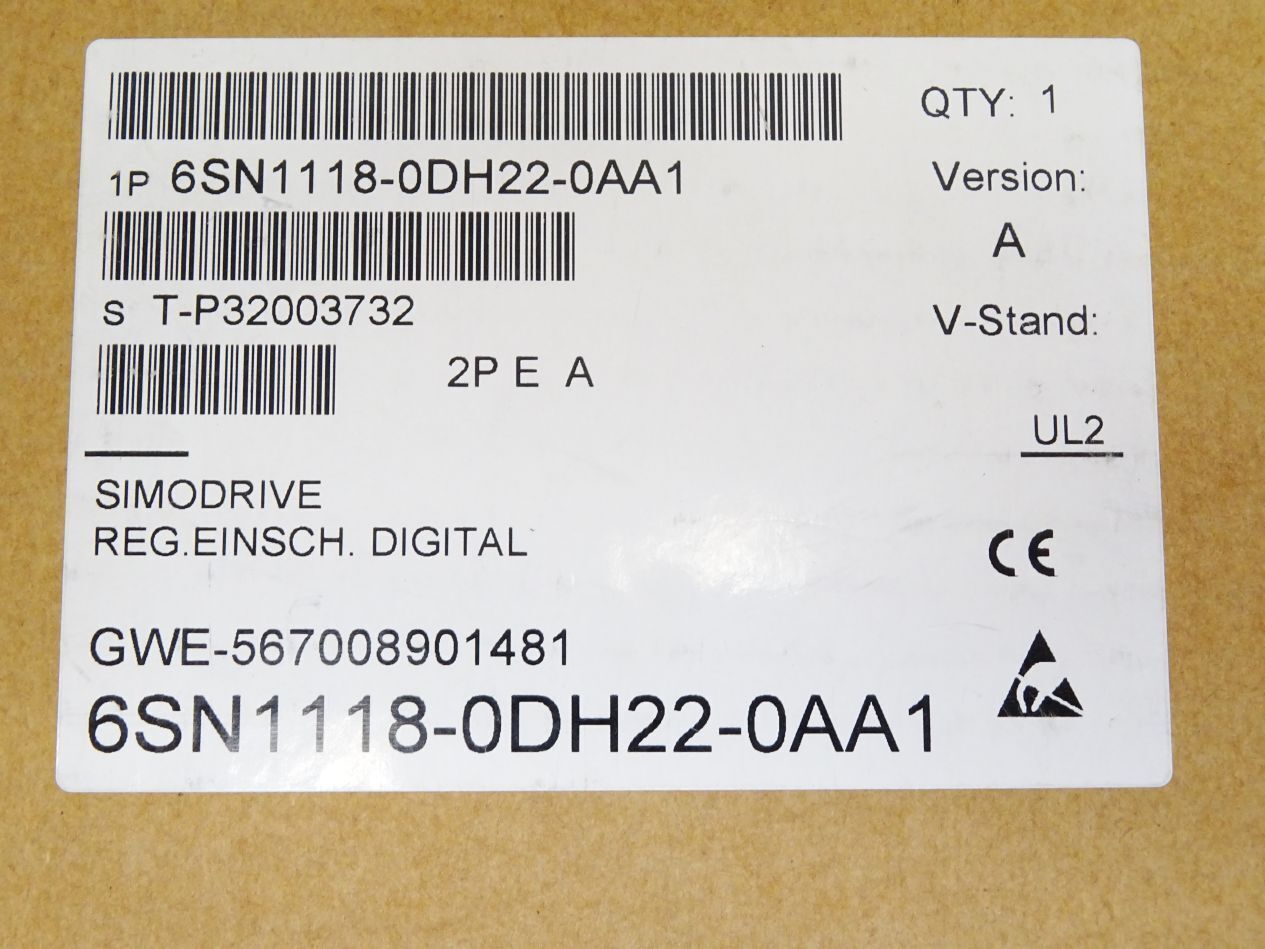 QTY: 1
1P 6SN1118-0DH22-0AA1
Version:
A
S T-P32003732
V-Stand:
2P E A
UL2
SIMODRIVE
REG.EINSCH. DIGITAL
CE
GWE-567008901481
6SN1118-0DH22-0AA1